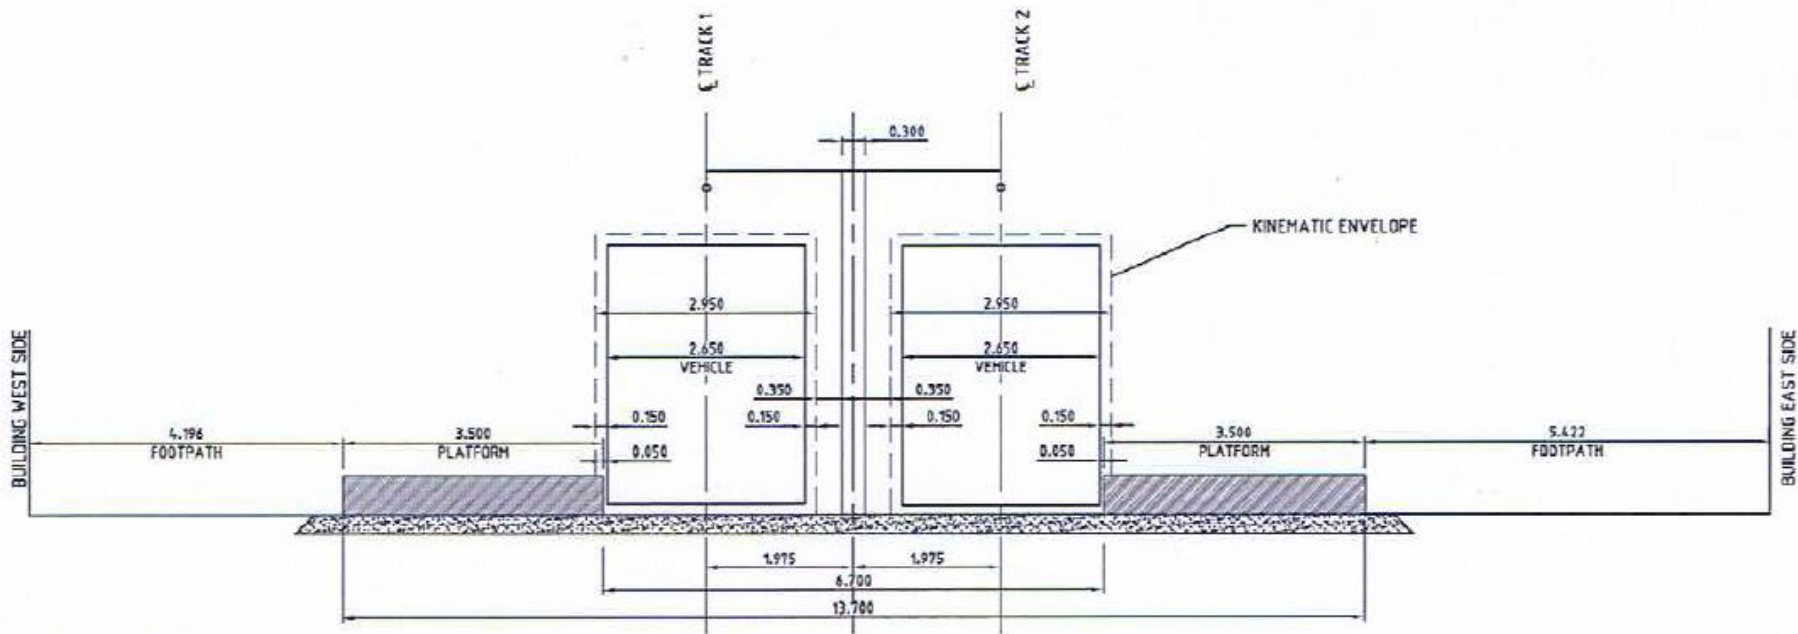 ℄ TRACK 1
℄ TRACK 2
0.300
KINEMATIC ENVELOPE
2.950
2.950
2.650
VEHICLE
2.650
VEHICLE
0.350
0.350
0.150
0.150
0.150
0.150
BUILDING WEST SIDE
4.196
FOOTPATH
3.500
PLATFORM
0.050
0.050
3.500
PLATFORM
5.422
FOOTPATH
BUILDING EAST SIDE
1.975
1.975
6.700
13.700